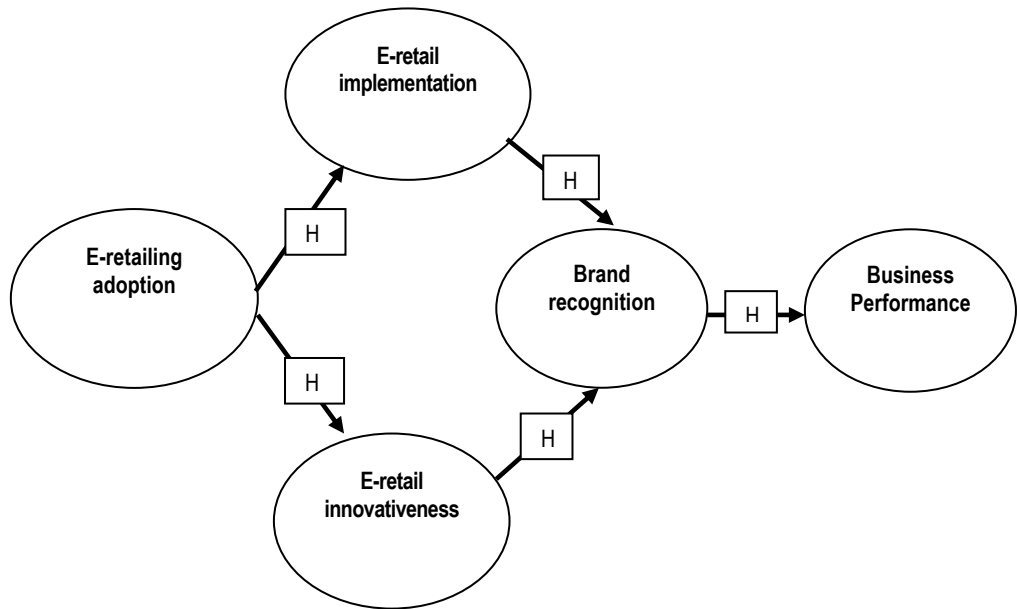 E-retail
implementation
H
H
E-retailing
adoption
Brand
recognition
Business
Performance
H
H
H
E-retail
innovativeness